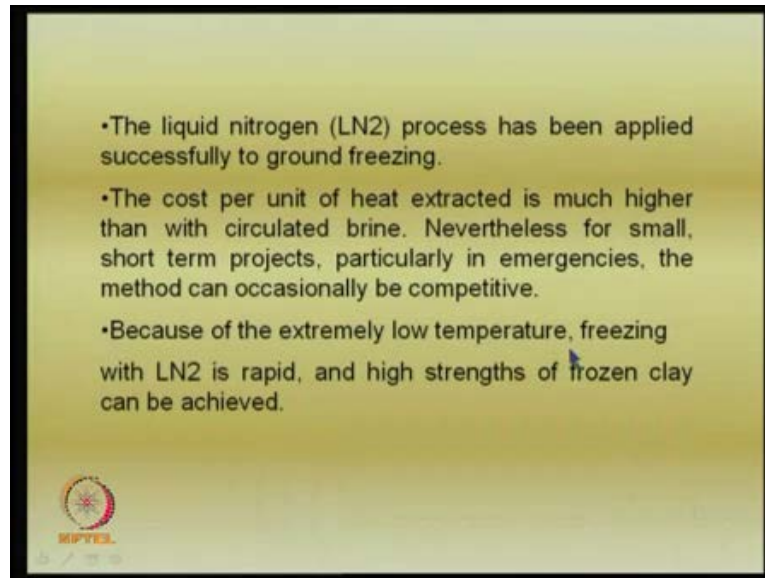 •The liquid nitrogen (LN2) process has been applied
successfully to ground freezing.
•The cost per unit of heat extracted is much higher
than with circulated brine. Nevertheless for small,
short term projects, particularly in emergencies, the
method can occasionally be competitive.
•Because of the extremely low temperature, freezing
with LN2 is rapid, and high strengths of frozen clay
can be achieved.
NPTEL